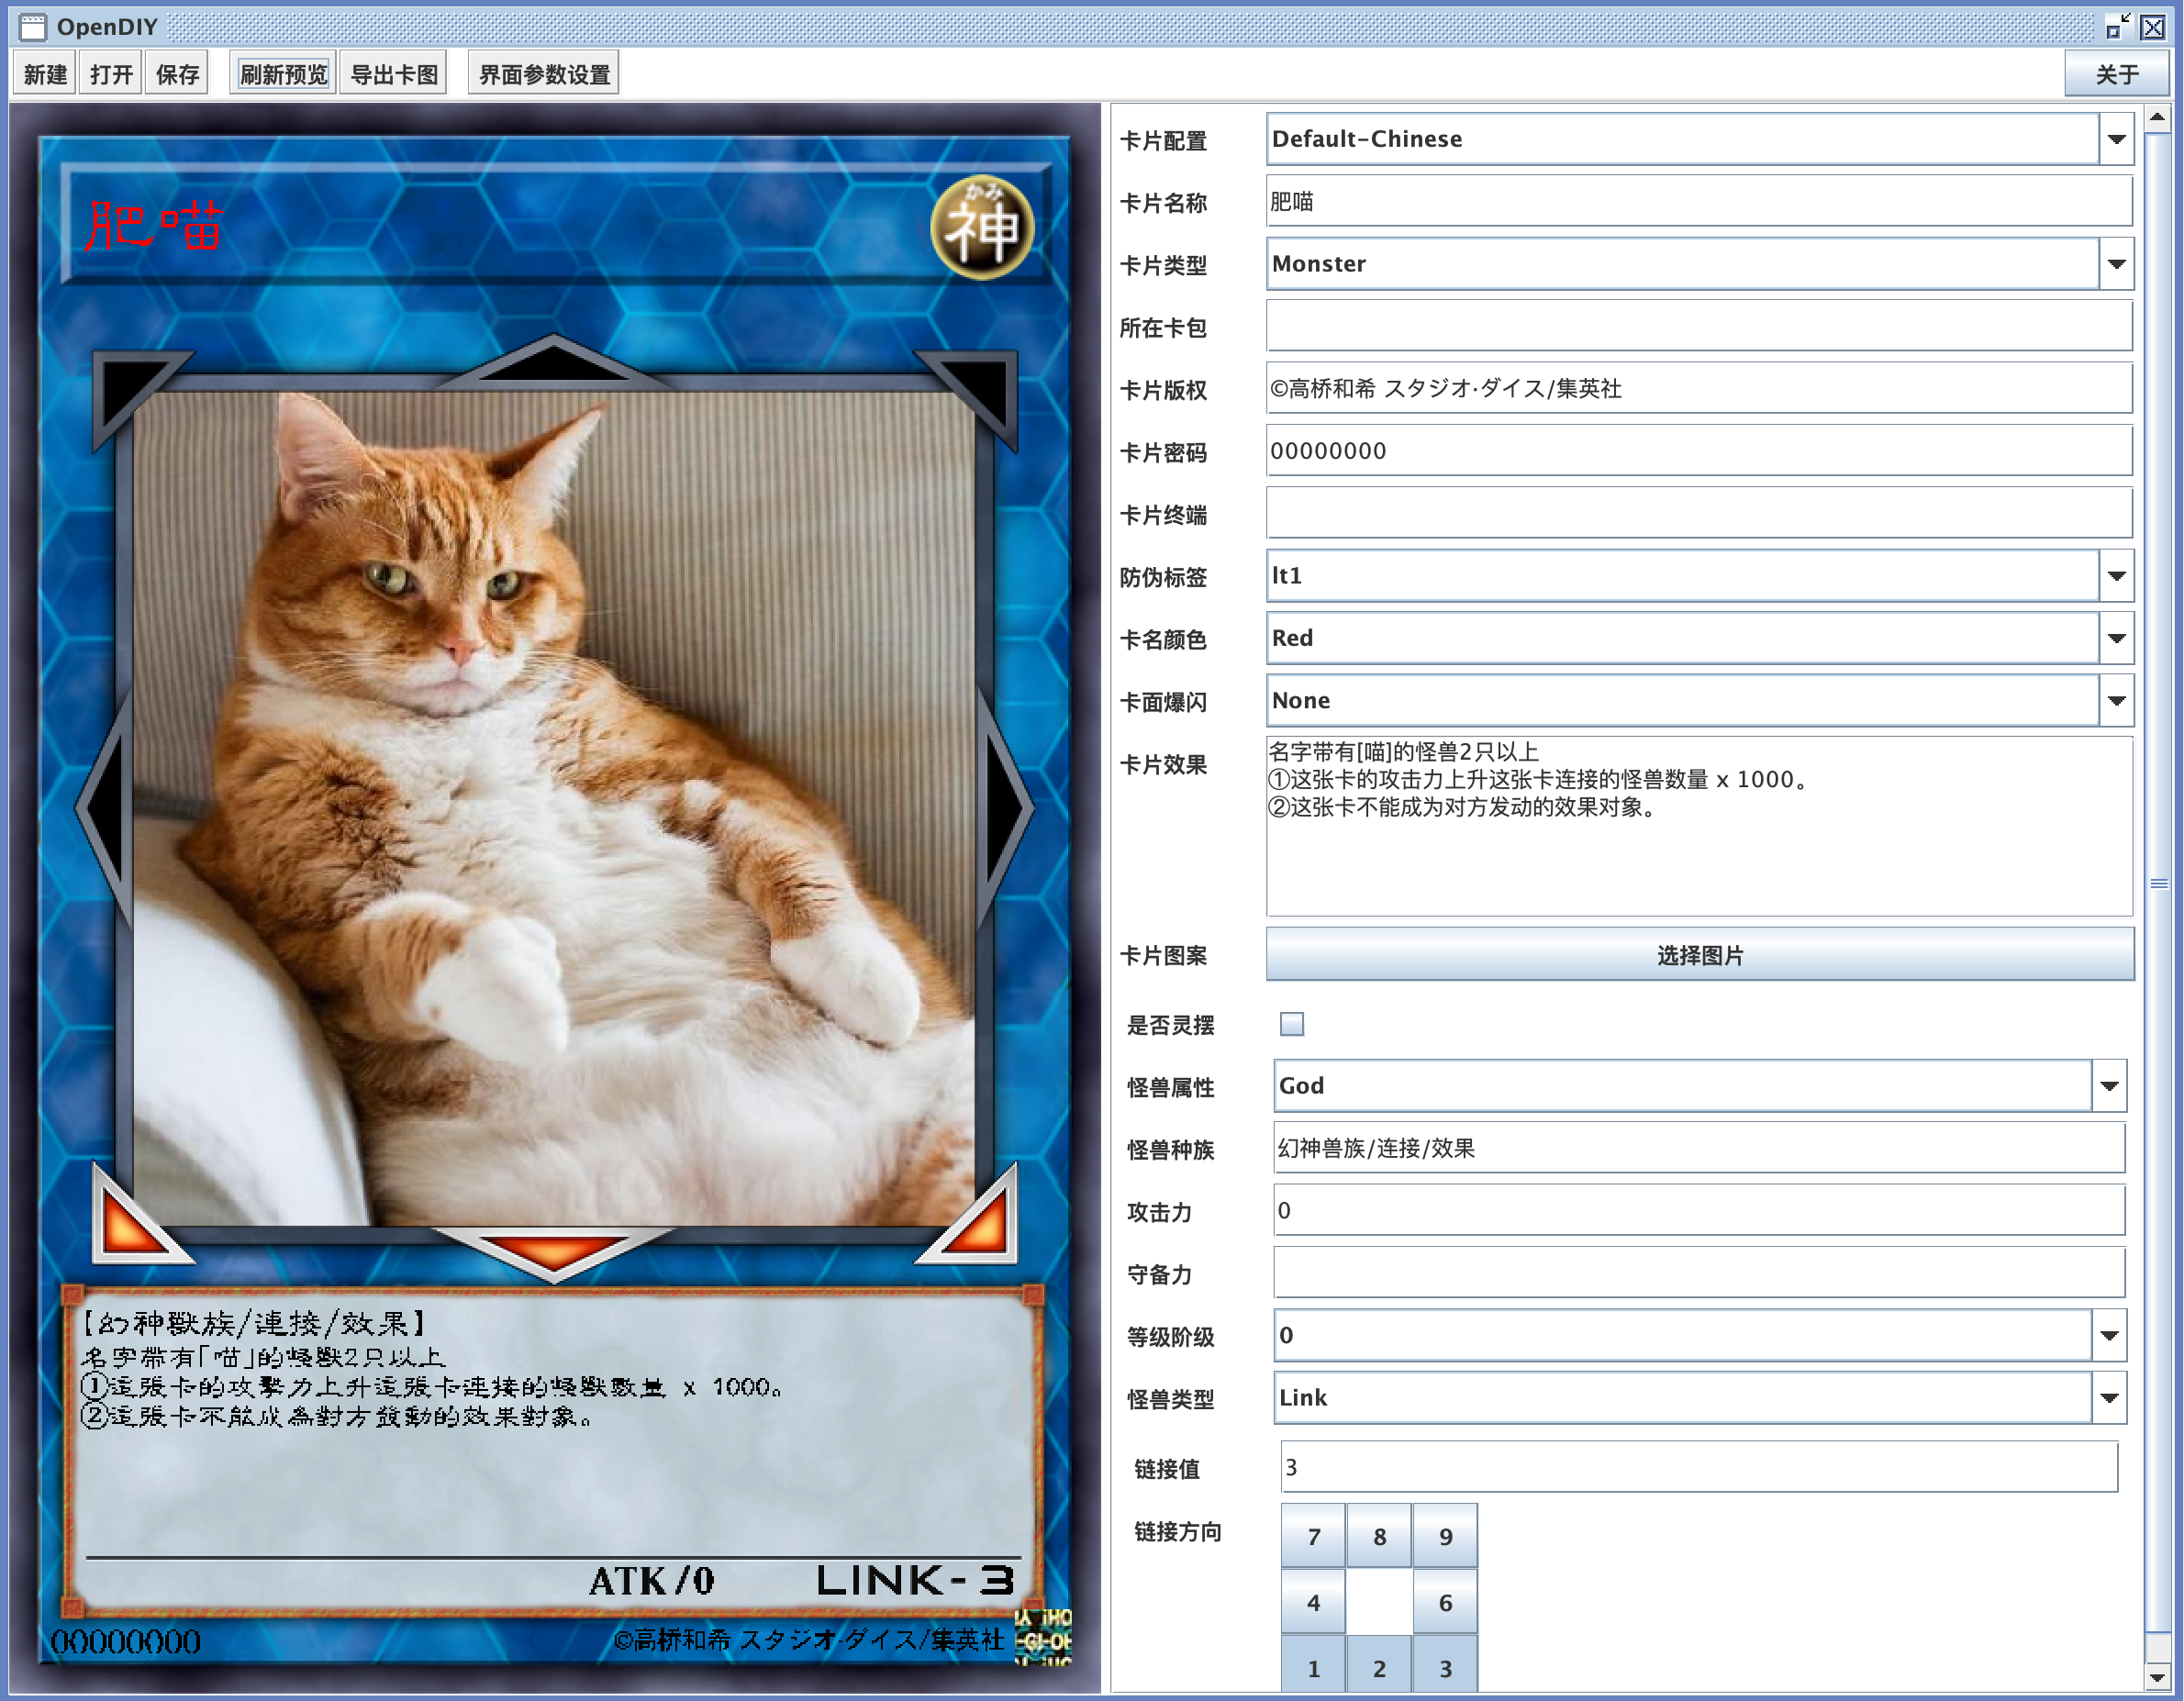 OpenDIY
新建 打开 保存 刷新预览 导出卡图 界面参数设置 关于
肥喵
かみ
神
【幻神獸族/連接/效果】
名字帶有「喵」的怪獸2只以上
①這張卡的攻擊力上升這張卡連接的怪獸數量 x 1000。
②這張卡不能成為對方發動的效果對象。
ATK/0 LINK-3
00000000 ©高桥和希 スタジオ·ダイス/集英社
卡片配置 Default-Chinese
卡片名称 肥喵
卡片类型 Monster
所在卡包
卡片版权 ©高桥和希 スタジオ·ダイス/集英社
卡片密码 00000000
卡片终端
防伪标签 lt1
卡名颜色 Red
卡面爆闪 None
卡片效果 名字带有[喵]的怪兽2只以上
①这张卡的攻击力上升这张卡连接的怪兽数量 x 1000。
②这张卡不能成为对方发动的效果对象。
卡片图案 选择图片
是否灵摆
怪兽属性 God
怪兽种族 幻神兽族/连接/效果
攻击力 0
守备力
等级阶级 0
怪兽类型 Link
链接值 3
链接方向 7 8 9
4 6
1 2 3